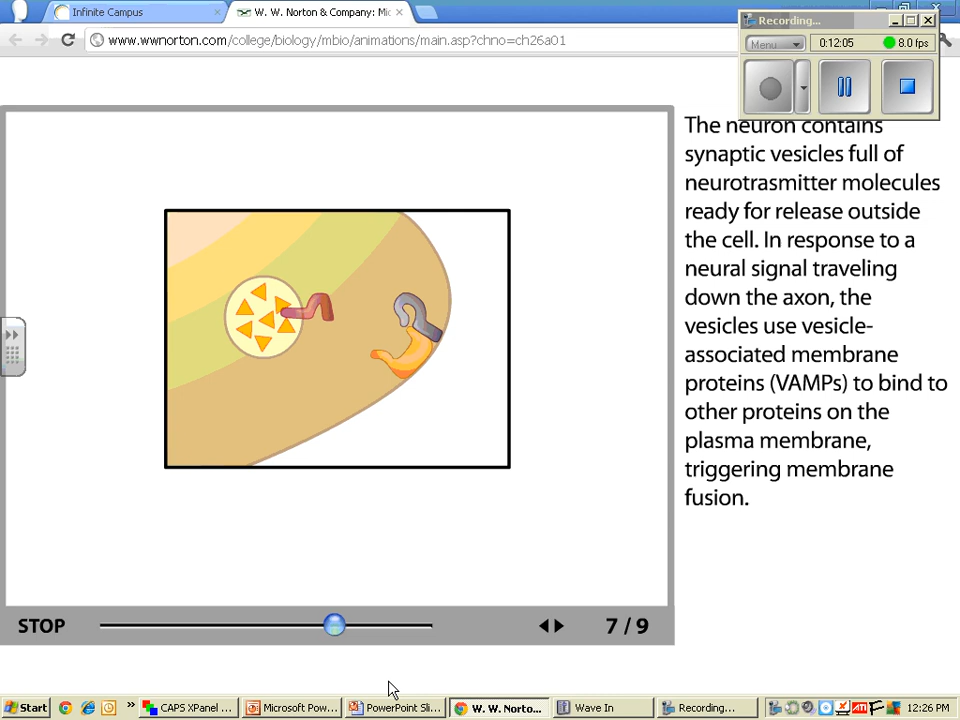 Infinite Campus
W. W. Norton & Company: Mic
www.wwnorton.com/college/biology/mbio/animations/main.asp?chno=ch26a01
Recording...
Menu
0:12:05
8.0 fps
The neuron contains
synaptic vesicles full of
neurotrasmitter molecules
ready for release outside
the cell. In response to a
neural signal traveling
down the axon, the
vesicles use vesicle-
associated membrane
proteins (VAMPs) to bind to
other proteins on the
plasma membrane,
triggering membrane
fusion.
STOP
7 / 9
Start
CAPS XPanel ...
Microsoft Pow...
PowerPoint Sli...
W. W. Norto...
Wave In
Recording...
ATI
12:26 PM